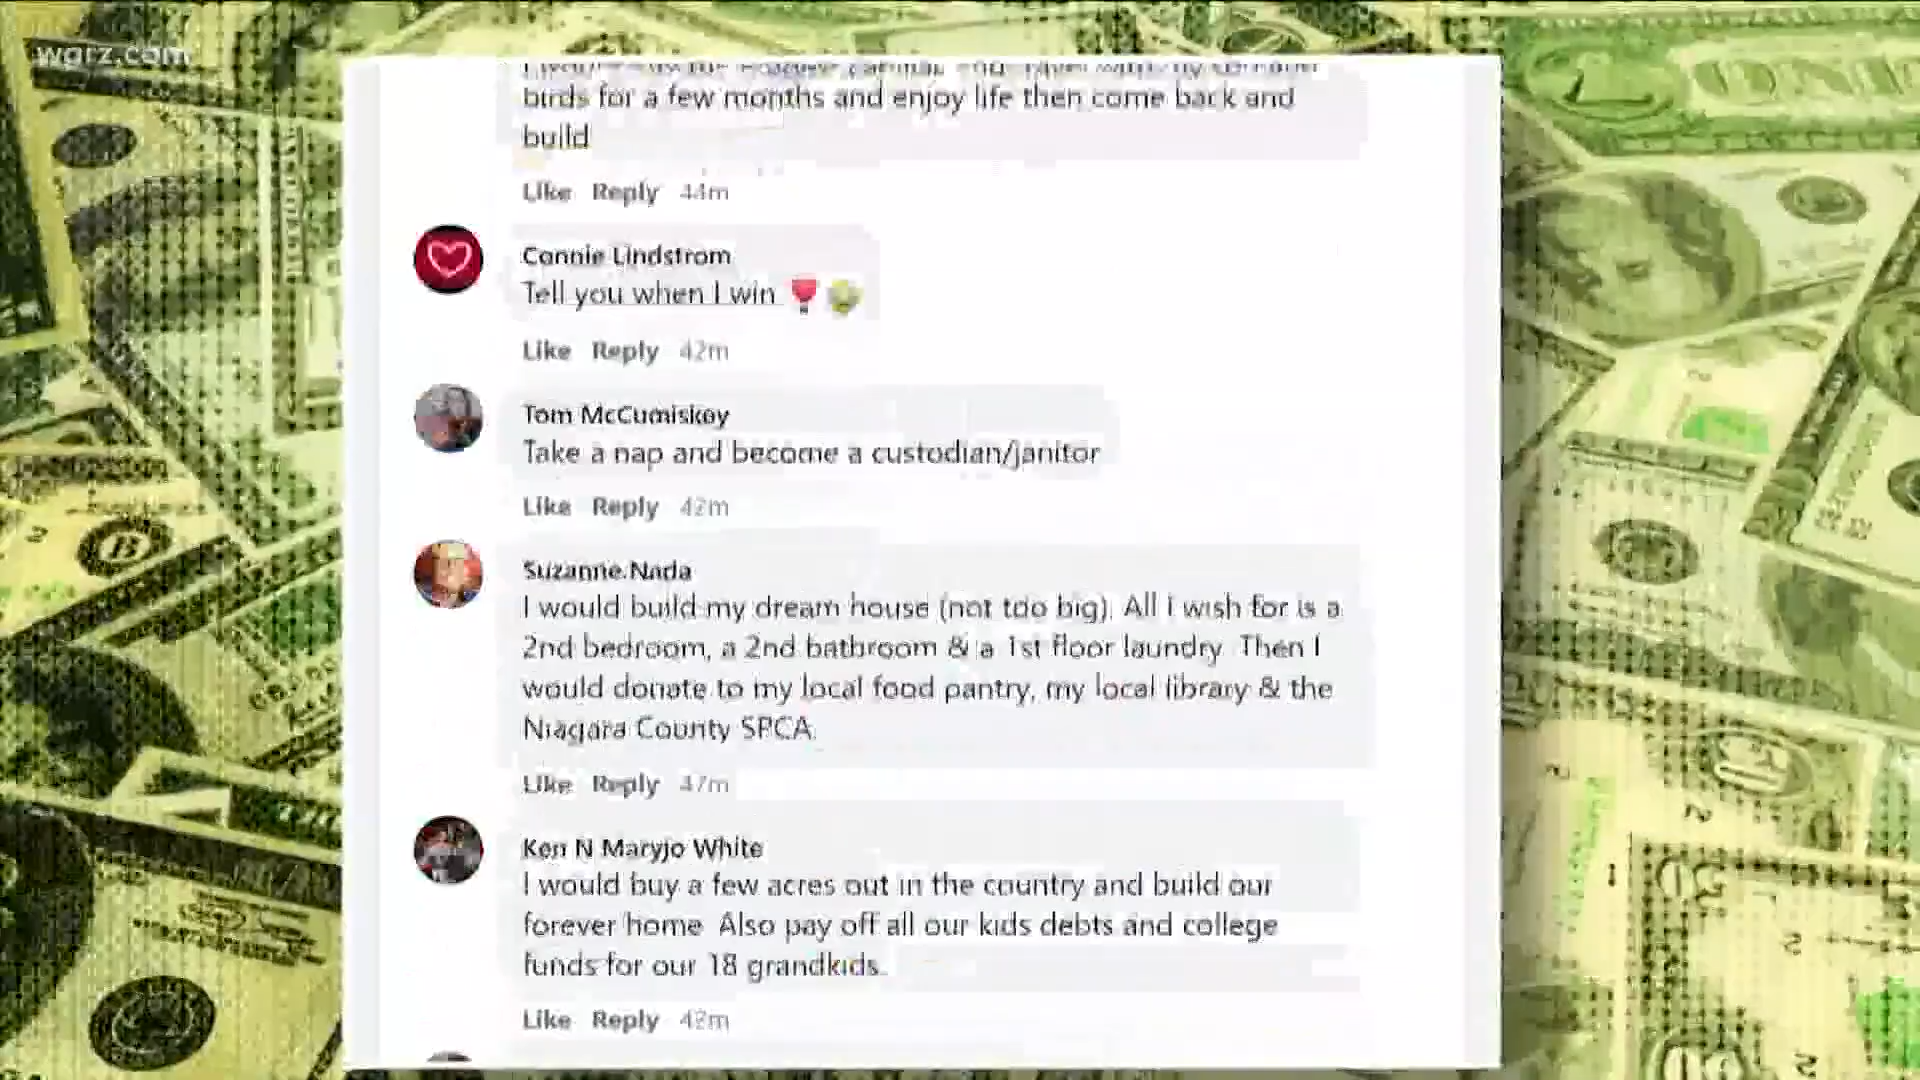 wgrz.com
birds for a few months and enjoy life then come back and
build
Like Reply 44m
Connie Lindstrom
Tell you when I win
Like Reply 42m
Tom McCumiskey
Take a nap and become a custodian/janitor
Like Reply 42m
Suzanne Nada
I would build my dream house (not too big). All I wish for is a
2nd bedroom, a 2nd bathroom & a 1st floor laundry. Then I
would donate to my local food pantry, my local library & the
Niagara County SPCA.
Like Reply 47m
Ken N Maryjo White
I would buy a few acres out in the country and build our
forever home. Also pay off all our kids debts and college
funds for our 18 grandkids.
Like Reply 42m